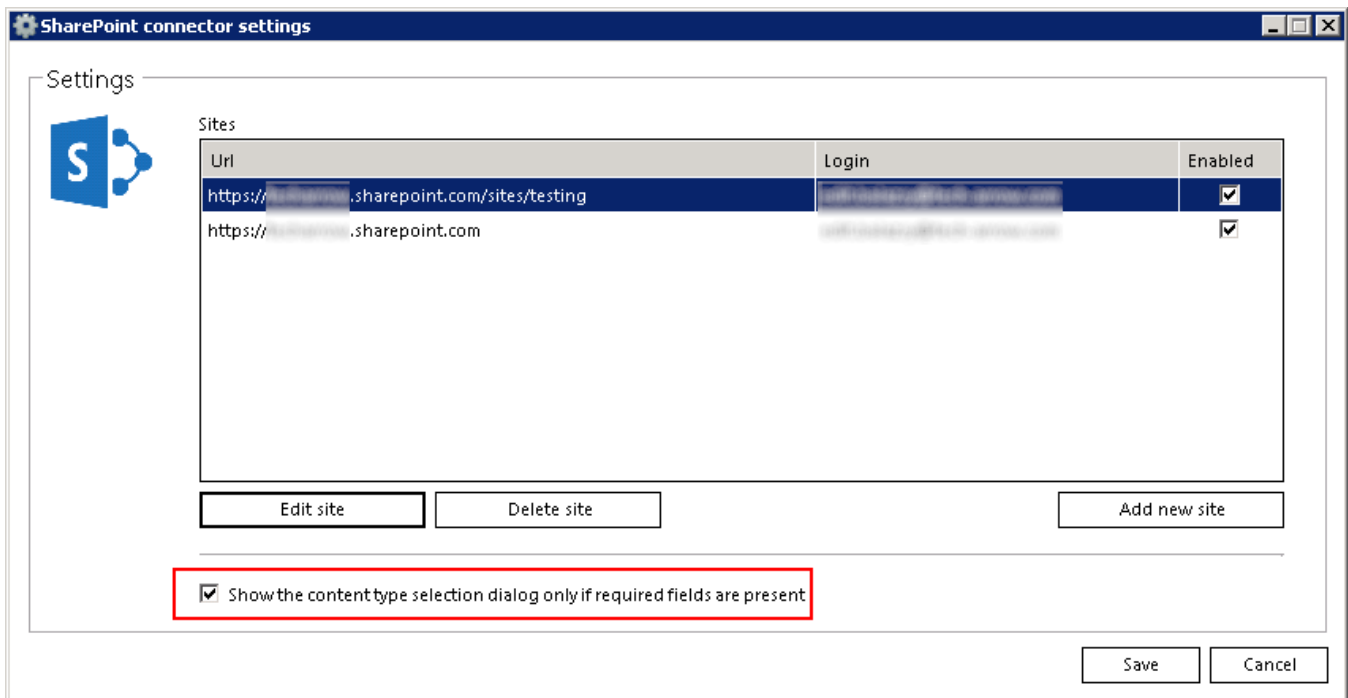 SharePoint connector settings
Settings
S
Sites
Url Login Enabled
https:// .sharepoint.com/sites/testing
https:// .sharepoint.com
Edit site Delete site Add new site
Show the content type selection dialog only if required fields are present
Save Cancel